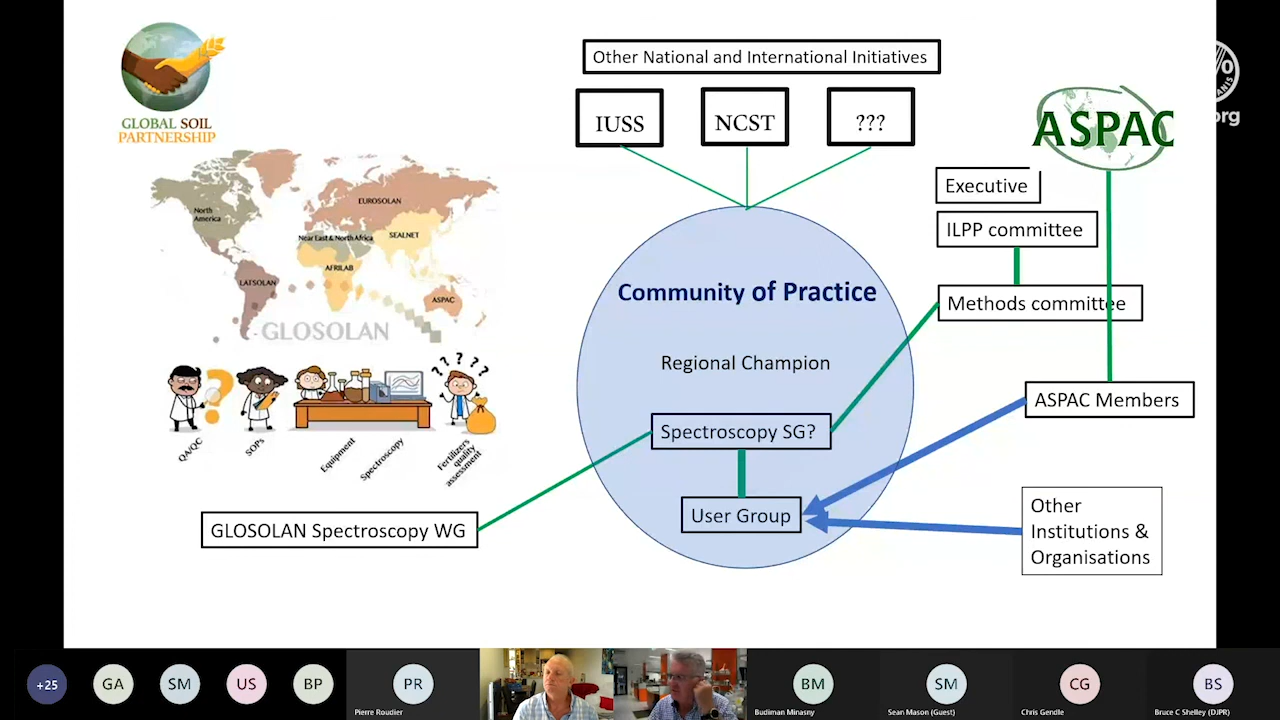 GLOBAL SOIL
PARTNERSHIP
North
America
EUROSOLAN
Near East & North Africa
SEALNET
AFRILAB
LATSOLAN
ASPAC
GLOSOLAN
? ? ? ?
QA/QC
SOPs
Equipment
Spectroscopy
Fertilizers
quality
assessment
GLOSOLAN Spectroscopy WG
Other National and International Initiatives
IUSS
NCST
???
Community of Practice
Regional Champion
Spectroscopy SG?
User Group
ASPAC
.org
Executive
ILPP committee
Methods committee
ASPAC Members
Other
Institutions &
Organisations
+25
GA
SM
US
BP
PR
Pierre Roudier
BM
Budiman Minasny
SM
Sean Mason (Guest)
CG
Chris Gendle
BS
Bruce C Shelley (DJPR)